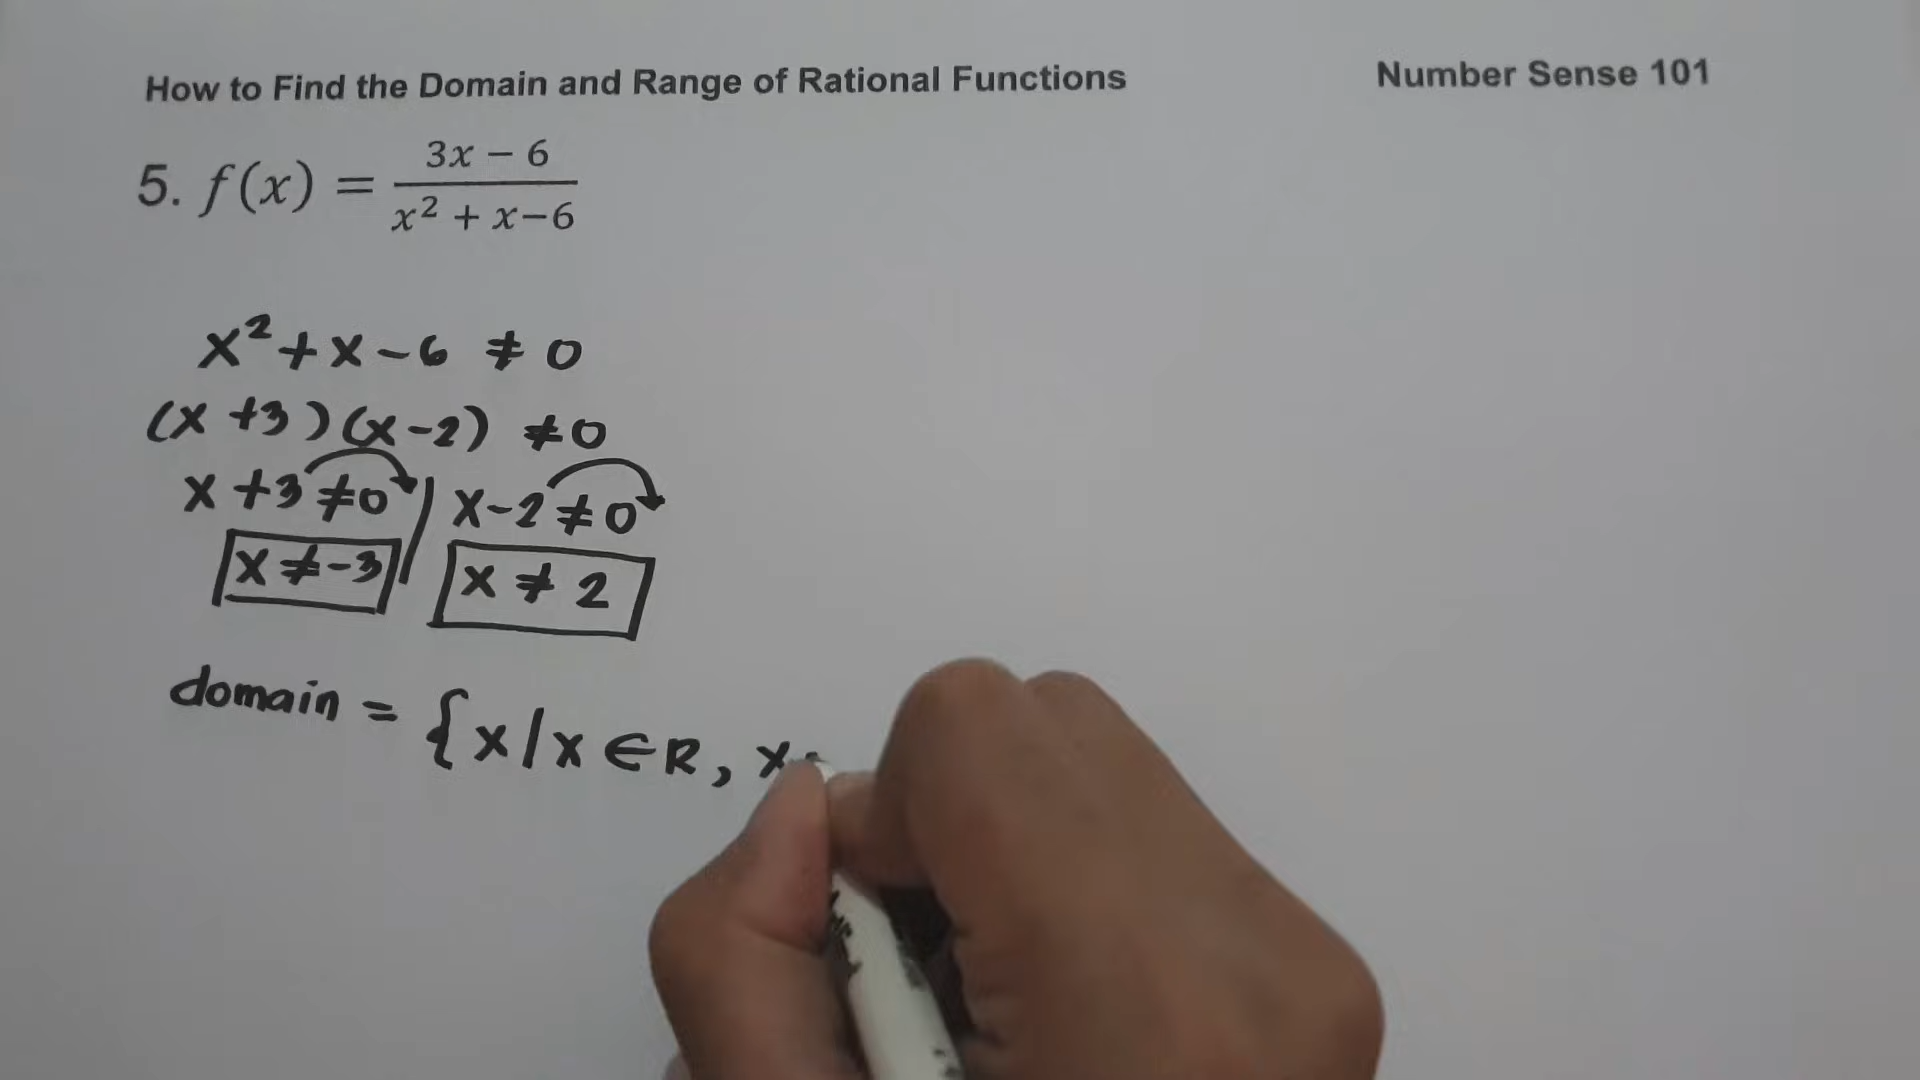 How to Find the Domain and Range of Rational Functions Number Sense 101
5. f(x) = (3x − 6)/(x² + x−6)
x² + x − 6 ≠ 0
(x +3)(x−2) ≠0
x +3 ≠0 / x−2 ≠0
x ≠ −3 x ≠ 2
domain = {x/x ∈ R, x